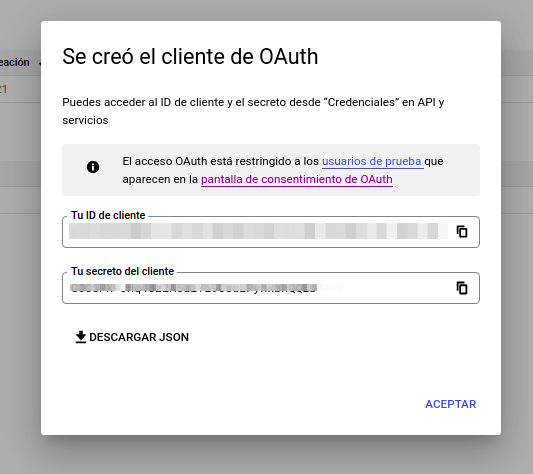 Se creó el cliente de OAuth
eación
21
Puedes acceder al ID de cliente y el secreto desde “Credenciales” en API y
servicios
El acceso OAuth está restringido a los usuarios de prueba que
aparecen en la pantalla de consentimiento de OAuth
Tu ID de cliente
Tu secreto del cliente
DESCARGAR JSON
ACEPTAR